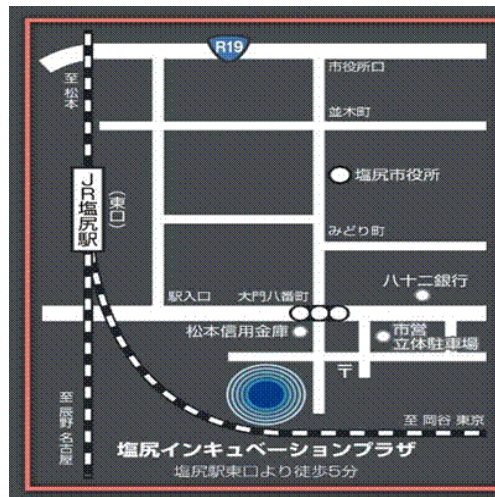 R19
市役所口
至 松本
並木町
塩尻市役所
JR塩尻駅
(東口)
みどり町
八十二銀行
駅入口
大門八番町
松本信用金庫
市営
立体駐車場
〒
至 辰野 名古屋
至 岡谷 東京
塩尻インキュベーションプラザ
塩尻駅東口より徒歩5分